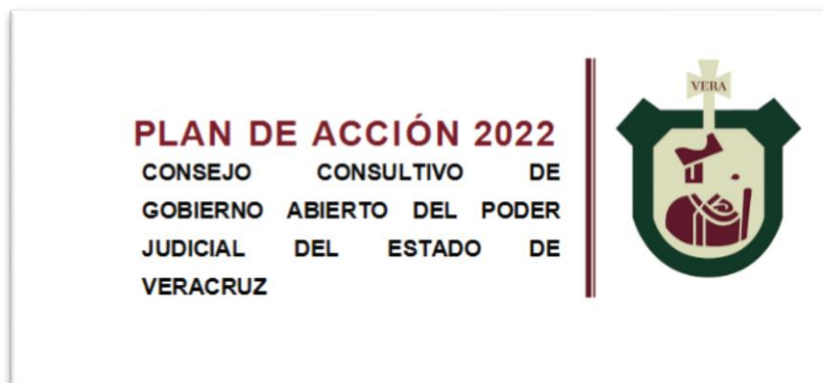 PLAN DE ACCIÓN 2022
CONSEJO CONSULTIVO DE
GOBIERNO ABIERTO DEL PODER
JUDICIAL DEL ESTADO DE
VERACRUZ
VERA